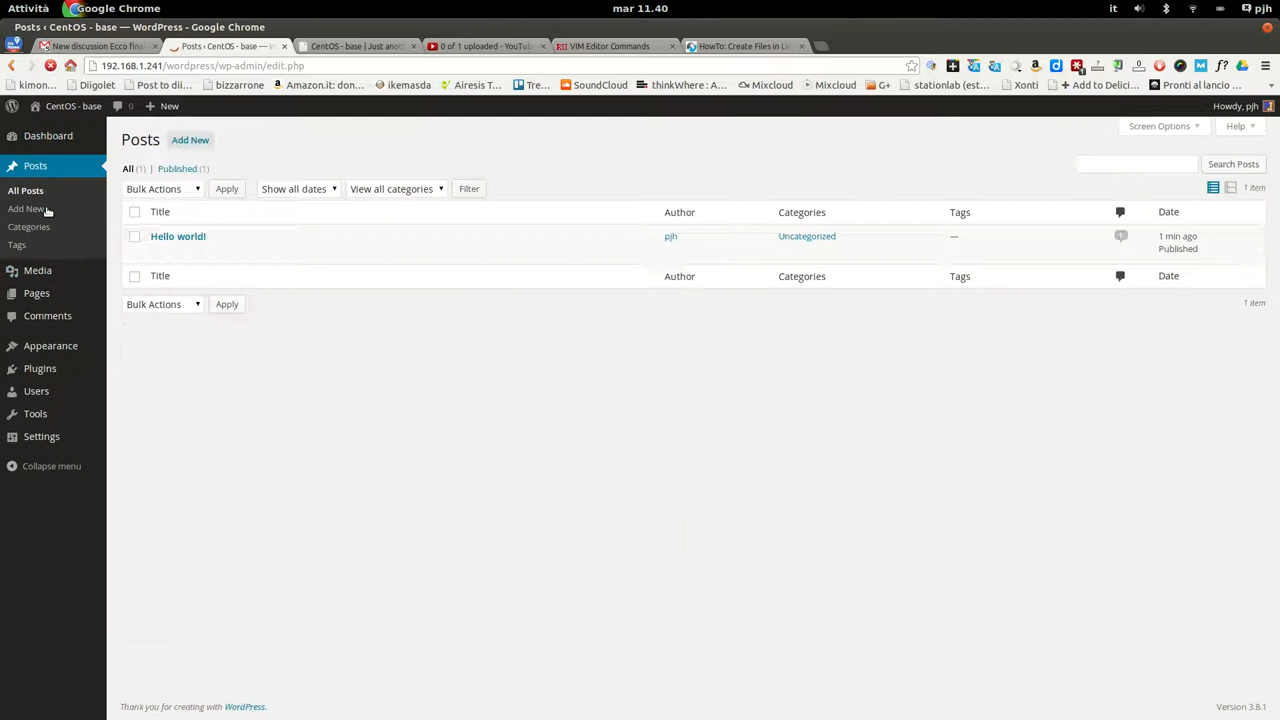 Attività Google Chrome mar 11.40 it pjh
Posts ‹ CentOS - base — WordPress - Google Chrome
New discussion Ecco fina Posts ‹ CentOS - base — W CentOS - base | Just anot 0 of 1 uploaded - YouTub VIM Editor Commands HowTo: Create Files in Li
192.168.1.241/wordpress/wp-admin/edit.php
kimon... Diigolet Post to dii... bizzarrone Amazon.it: don... ikemasda Airesis T... Tre... SoundCloud thinkWhere : A... Mixcloud Mixcloud G+ stationlab (est... Xonti + Add to Delici... Pronti al lancio ...
CentOS - base 0 + New Howdy, pjh
Dashboard
Posts
All Posts
Add New
Categories
Tags
Media
Pages
Comments
Appearance
Plugins
Users
Tools
Settings
Collapse menu
Screen Options Help
Posts Add New
All (1) | Published (1)
Search Posts
Bulk Actions Apply Show all dates View all categories Filter 1 item
Title Author Categories Tags Date
Hello world! pjh Uncategorized — 1 1 min ago
Published
Title Author Categories Tags Date
Bulk Actions Apply 1 item
Thank you for creating with WordPress. Version 3.8.1